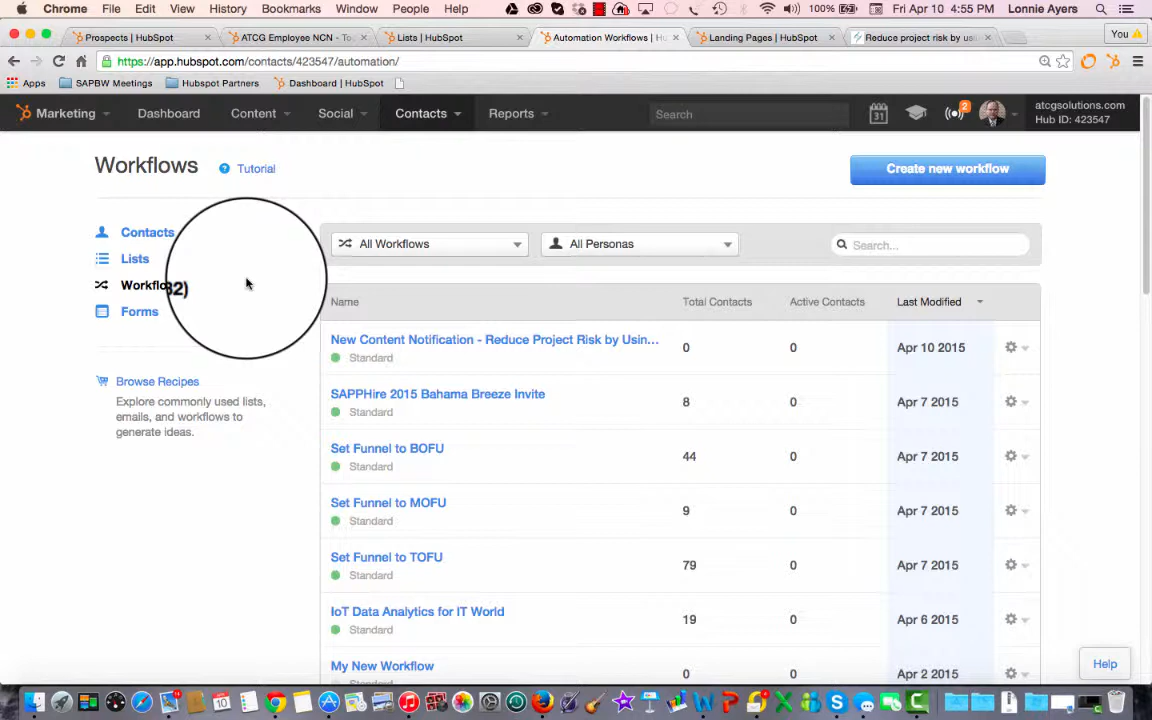 Chrome File Edit View History Bookmarks Window People Help 100% Fri Apr 10 4:55 PM Lonnie Ayers
Prospects | HubSpot × ATCG Employee NCN - To × Lists | HubSpot × Automation Workflows | H × Landing Pages | HubSpot × Reduce project risk by usi × You
https://app.hubspot.com/contacts/423547/automation/
Apps SAPBW Meetings Hubspot Partners Dashboard | HubSpot
Marketing Dashboard Content Social Contacts Reports Search 31 2 atcgsolutions.com
Hub ID: 423547
Workflows ? Tutorial Create new workflow
Contacts
Lists
Workflo 32)
Forms
Browse Recipes
Explore commonly used lists,
emails, and workflows to
generate ideas.
All Workflows All Personas Search...
Name Total Contacts Active Contacts Last Modified
New Content Notification - Reduce Project Risk by Usin... 0 0 Apr 10 2015
Standard
SAPPHire 2015 Bahama Breeze Invite 8 0 Apr 7 2015
Standard
Set Funnel to BOFU 44 0 Apr 7 2015
Standard
Set Funnel to MOFU 9 0 Apr 7 2015
Standard
Set Funnel to TOFU 79 0 Apr 7 2015
Standard
IoT Data Analytics for IT World 19 0 Apr 6 2015
Standard
My New Workflow 0 0 Apr 2 2015
Help